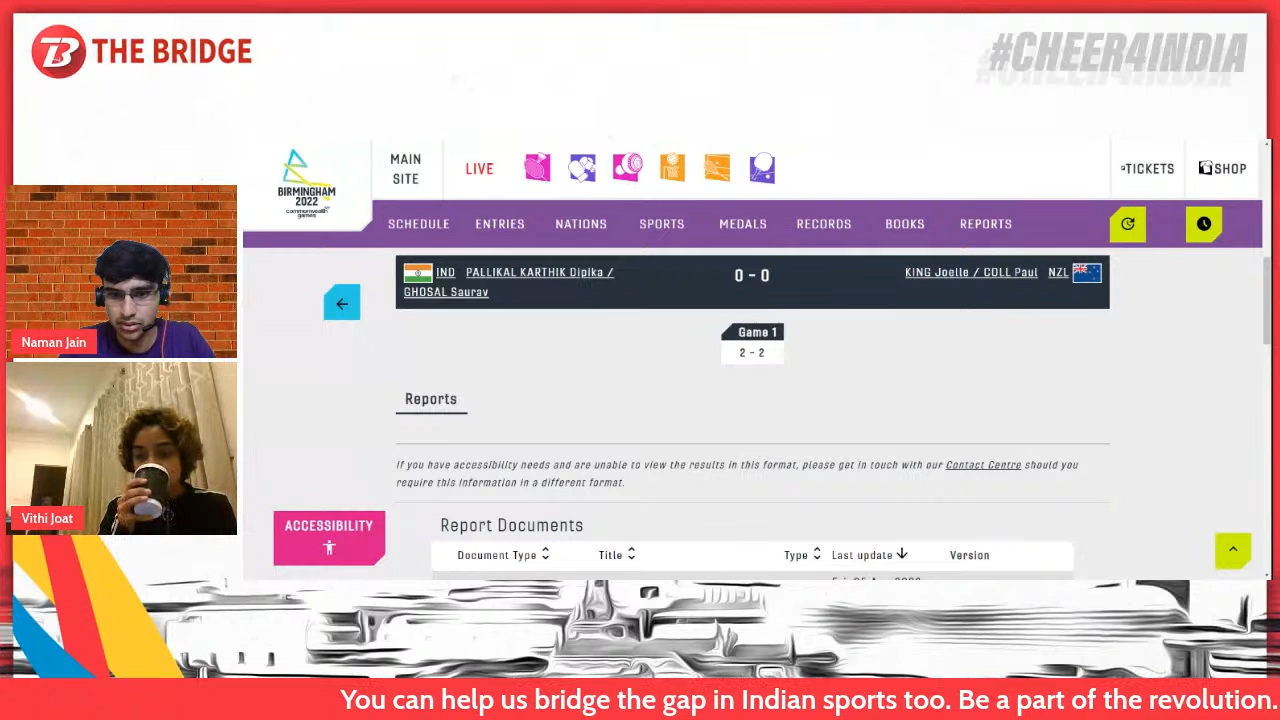 THE BRIDGE
#CHEER4INDIA
BIRMINGHAM
2022
commonwealth
games
MAIN
SITE
LIVE
TICKETS
SHOP
SCHEDULE ENTRIES NATIONS SPORTS MEDALS RECORDS BOOKS REPORTS
IND PALLIKAL KARTHIK Dipika /
GHOSAL Saurav
0 - 0
KING Joelle / COLL Paul NZL
Game 1
2 - 2
Naman Jain
Reports
If you have accessibility needs and are unable to view the results in this format, please get in touch with our Contact Centre should you
require this information in a different format.
Vithi Joat
ACCESSIBILITY
Report Documents
Document Type Title Type Last update Version
You can help us bridge the gap in Indian sports too. Be a part of the revolution.